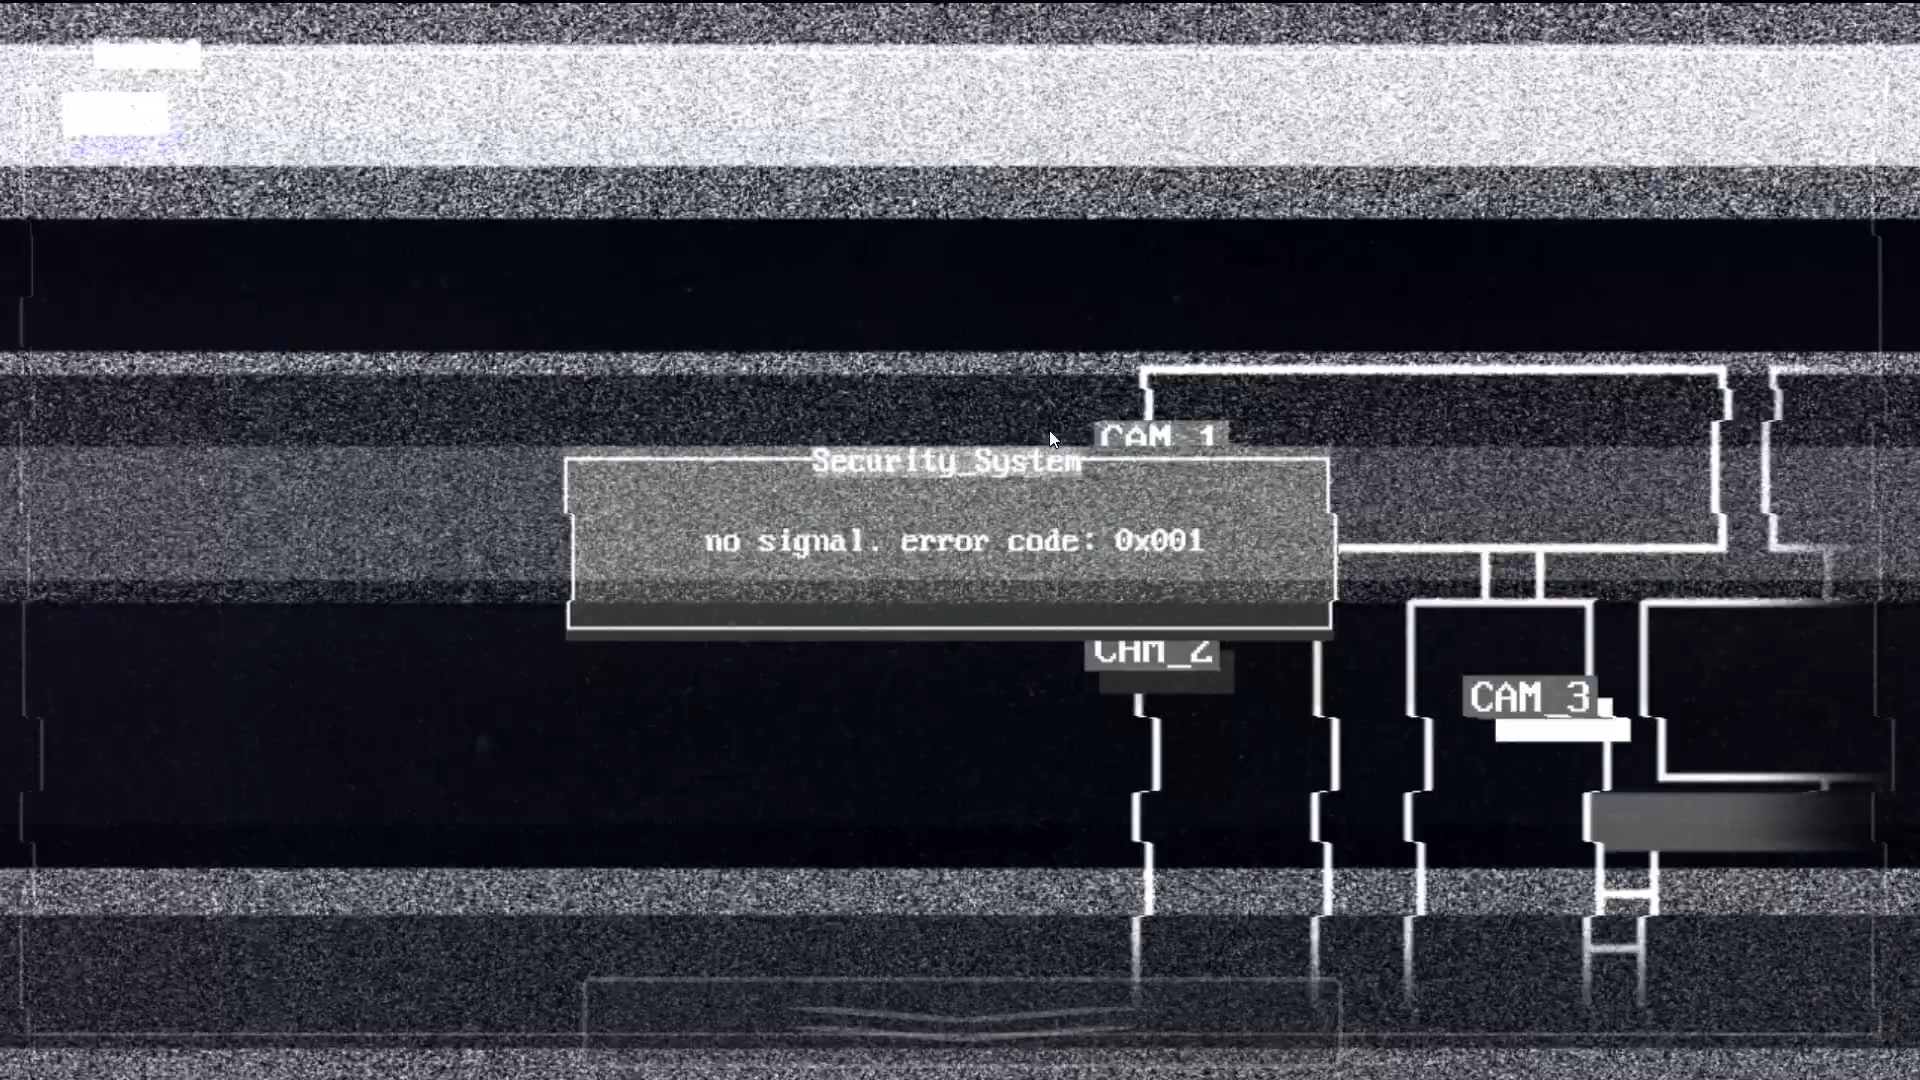 CAM_1
Security_System
no signal. error code: 0x001
CAM_2
CAM_3